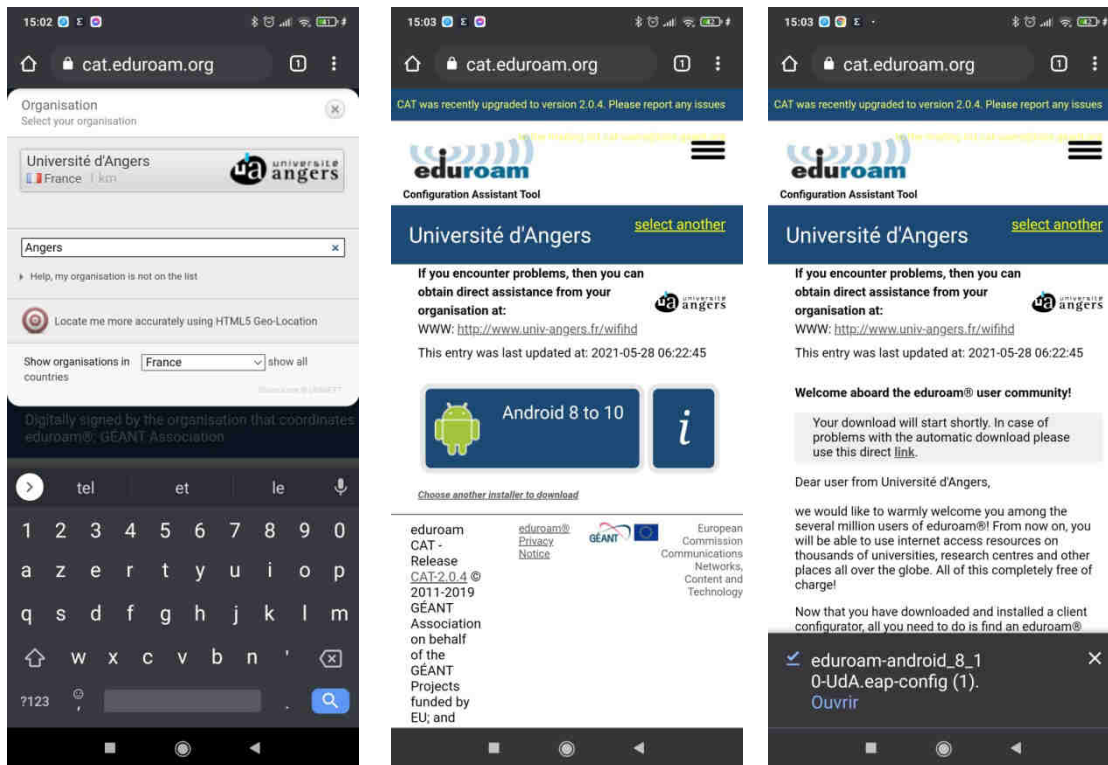 15:02
41
cat.eduroam.org
1
Organisation
Select your organisation
Université d'Angers
France 1 km
ua université angers
Angers
Help, my organisation is not on the list
Locate me more accurately using HTML5 Geo-Location
Show organisations in France show all
countries
Digitally signed by the organisation that coordinates
eduroam®: GÉANT Association
tel et le
1 2 3 4 5 6 7 8 9 0
a z e r t y u i o p
q s d f g h j k l m
w x c v b n '
?123 , .
15:03
42
cat.eduroam.org
1
CAT was recently upgraded to version 2.0.4. Please report any issues
eduroam
Configuration Assistant Tool
Université d'Angers
select another
If you encounter problems, then you can
obtain direct assistance from your
organisation at:
ua université angers
WWW: http://www.univ-angers.fr/wifihd
This entry was last updated at: 2021-05-28 06:22:45
Android 8 to 10
i
Choose another installer to download
eduroam
CAT -
Release
CAT-2.0.4 ©
2011-2019
GÉANT
Association
on behalf
of the
GÉANT
Projects
funded by
EU; and
eduroam®
Privacy
Notice
GÉANT
European
Commission
Communications
Networks,
Content and
Technology
15:03
42
cat.eduroam.org
1
CAT was recently upgraded to version 2.0.4. Please report any issues
eduroam
Configuration Assistant Tool
Université d'Angers
select another
If you encounter problems, then you can
obtain direct assistance from your
organisation at:
ua université angers
WWW: http://www.univ-angers.fr/wifihd
This entry was last updated at: 2021-05-28 06:22:45
Welcome aboard the eduroam® user community!
Your download will start shortly. In case of
problems with the automatic download please
use this direct link.
Dear user from Université d'Angers,
we would like to warmly welcome you among the
several million users of eduroam®! From now on, you
will be able to use internet access resources on
thousands of universities, research centres and other
places all over the globe. All of this completely free of
charge!
Now that you have downloaded and installed a client
configurator, all you need to do is find an eduroam®
eduroam-android_8_1
0-UdA.eap-config (1).
Ouvrir